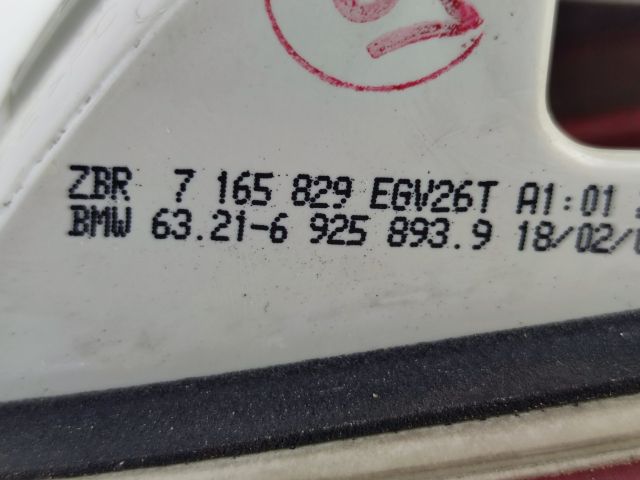 ZBR 7 165 829 EGV26T A1:01
BMW 63.21-6 925 893.9 18/02/